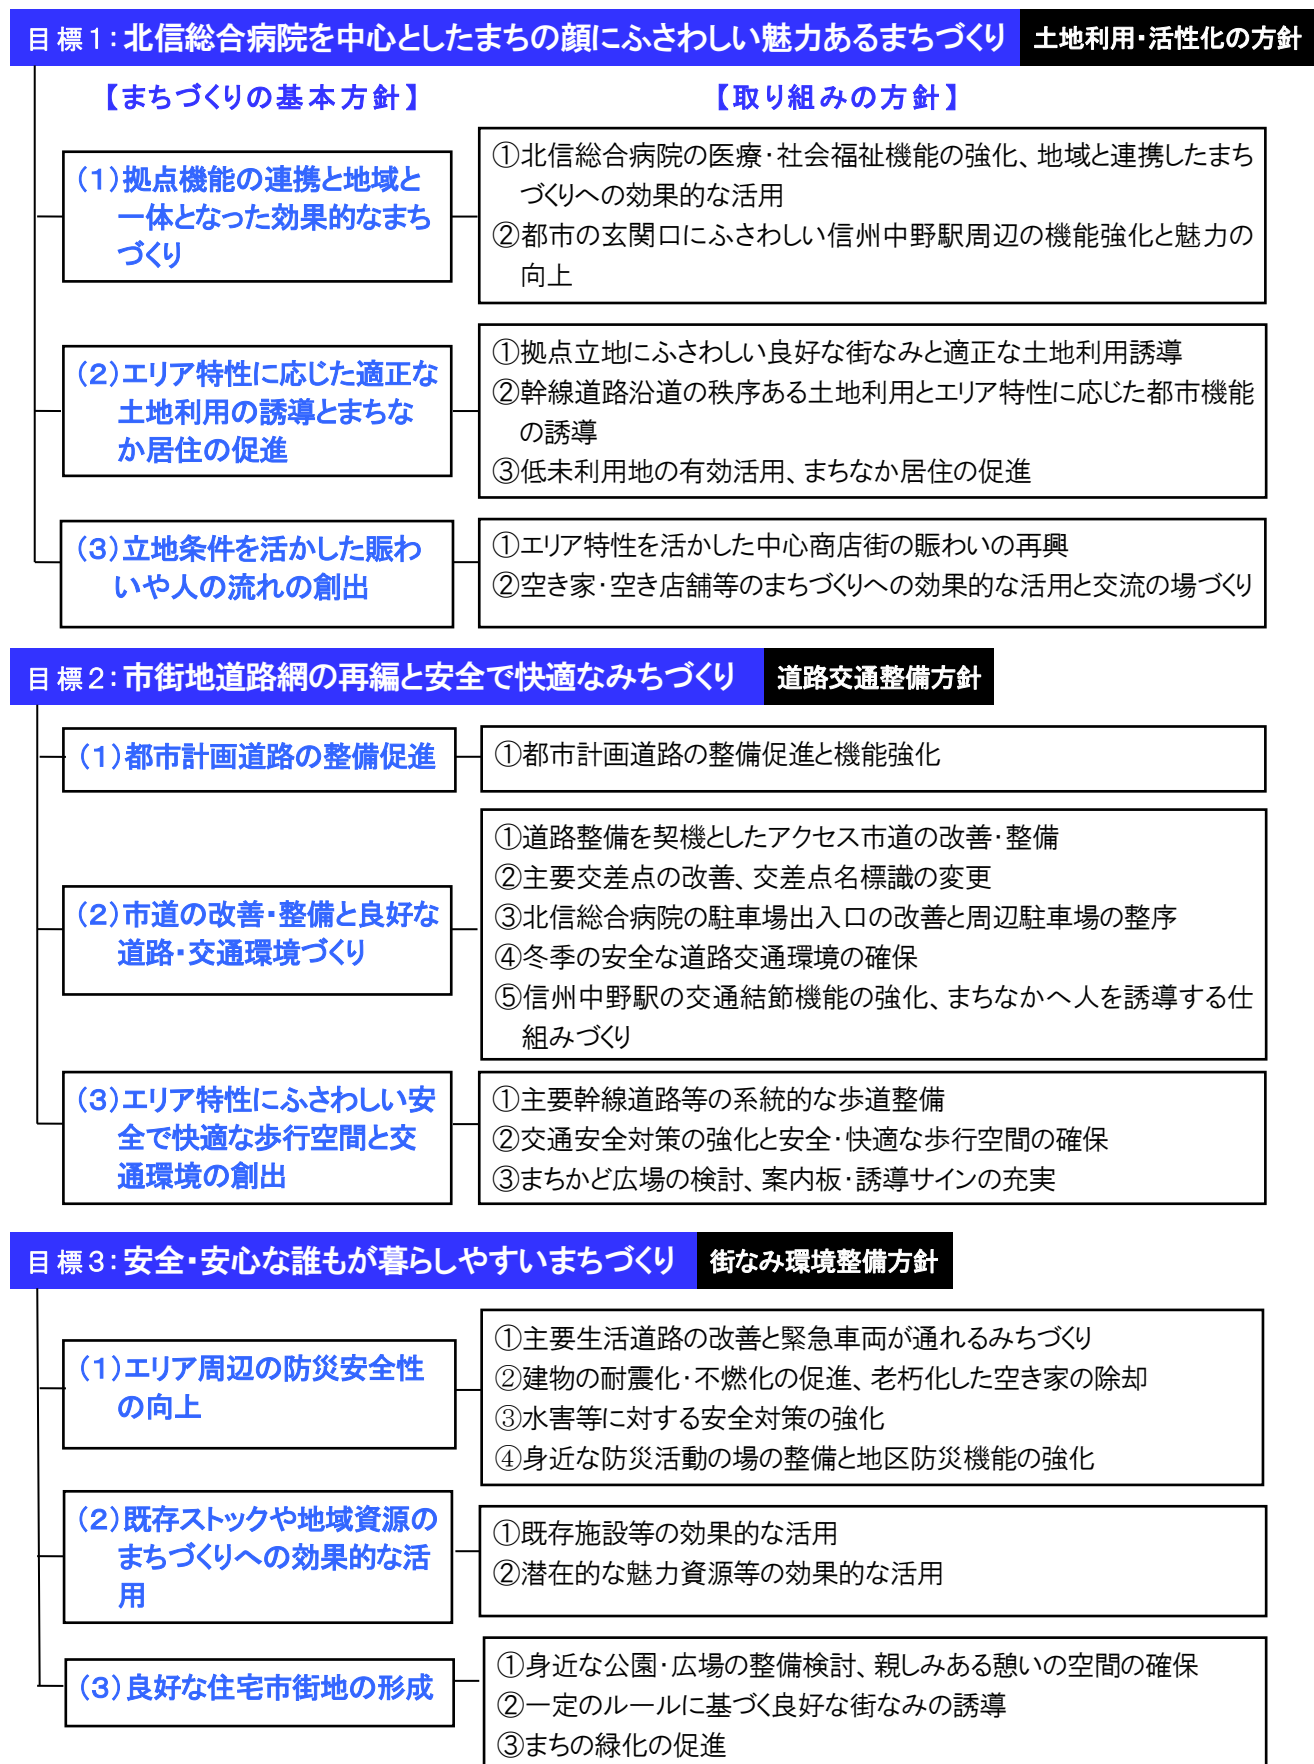 目標1：北信総合病院を中心としたまちの顔にふさわしい魅力あるまちづくり 土地利用・活性化の方針
【まちづくりの基本方針】 【取り組みの方針】
（1）拠点機能の連携と地域と
一体となった効果的なまち
づくり
①北信総合病院の医療・社会福祉機能の強化、地域と連携したまち
づくりへの効果的な活用
②都市の玄関口にふさわしい信州中野駅周辺の機能強化と魅力の
向上
（2）エリア特性に応じた適正な
土地利用の誘導とまちな
か居住の促進
①拠点立地にふさわしい良好な街なみと適正な土地利用誘導
②幹線道路沿道の秩序ある土地利用とエリア特性に応じた都市機能
の誘導
③低未利用地の有効活用、まちなか居住の促進
（3）立地条件を活かした賑わ
いや人の流れの創出
①エリア特性を活かした中心商店街の賑わいの再興
②空き家・空き店舗等のまちづくりへの効果的な活用と交流の場づくり
目標2：市街地道路網の再編と安全で快適なみちづくり 道路交通整備方針
（1）都市計画道路の整備促進
①都市計画道路の整備促進と機能強化
（2）市道の改善・整備と良好な
道路・交通環境づくり
①道路整備を契機としたアクセス市道の改善・整備
②主要交差点の改善、交差点名標識の変更
③北信総合病院の駐車場出入口の改善と周辺駐車場の整序
④冬季の安全な道路交通環境の確保
⑤信州中野駅の交通結節機能の強化、まちなかへ人を誘導する仕
組みづくり
（3）エリア特性にふさわしい安
全で快適な歩行空間と交
通環境の創出
①主要幹線道路等の系統的な歩道整備
②交通安全対策の強化と安全・快適な歩行空間の確保
③まちかど広場の検討、案内板・誘導サインの充実
目標3：安全・安心な誰もが暮らしやすいまちづくり 街なみ環境整備方針
（1）エリア周辺の防災安全性
の向上
①主要生活道路の改善と緊急車両が通れるみちづくり
②建物の耐震化・不燃化の促進、老朽化した空き家の除却
③水害等に対する安全対策の強化
④身近な防災活動の場の整備と地区防災機能の強化
（2）既存ストックや地域資源の
まちづくりへの効果的な活
用
①既存施設等の効果的な活用
②潜在的な魅力資源等の効果的な活用
（3）良好な住宅市街地の形成
①身近な公園・広場の整備検討、親しみある憩いの空間の確保
②一定のルールに基づく良好な街なみの誘導
③まちの緑化の促進